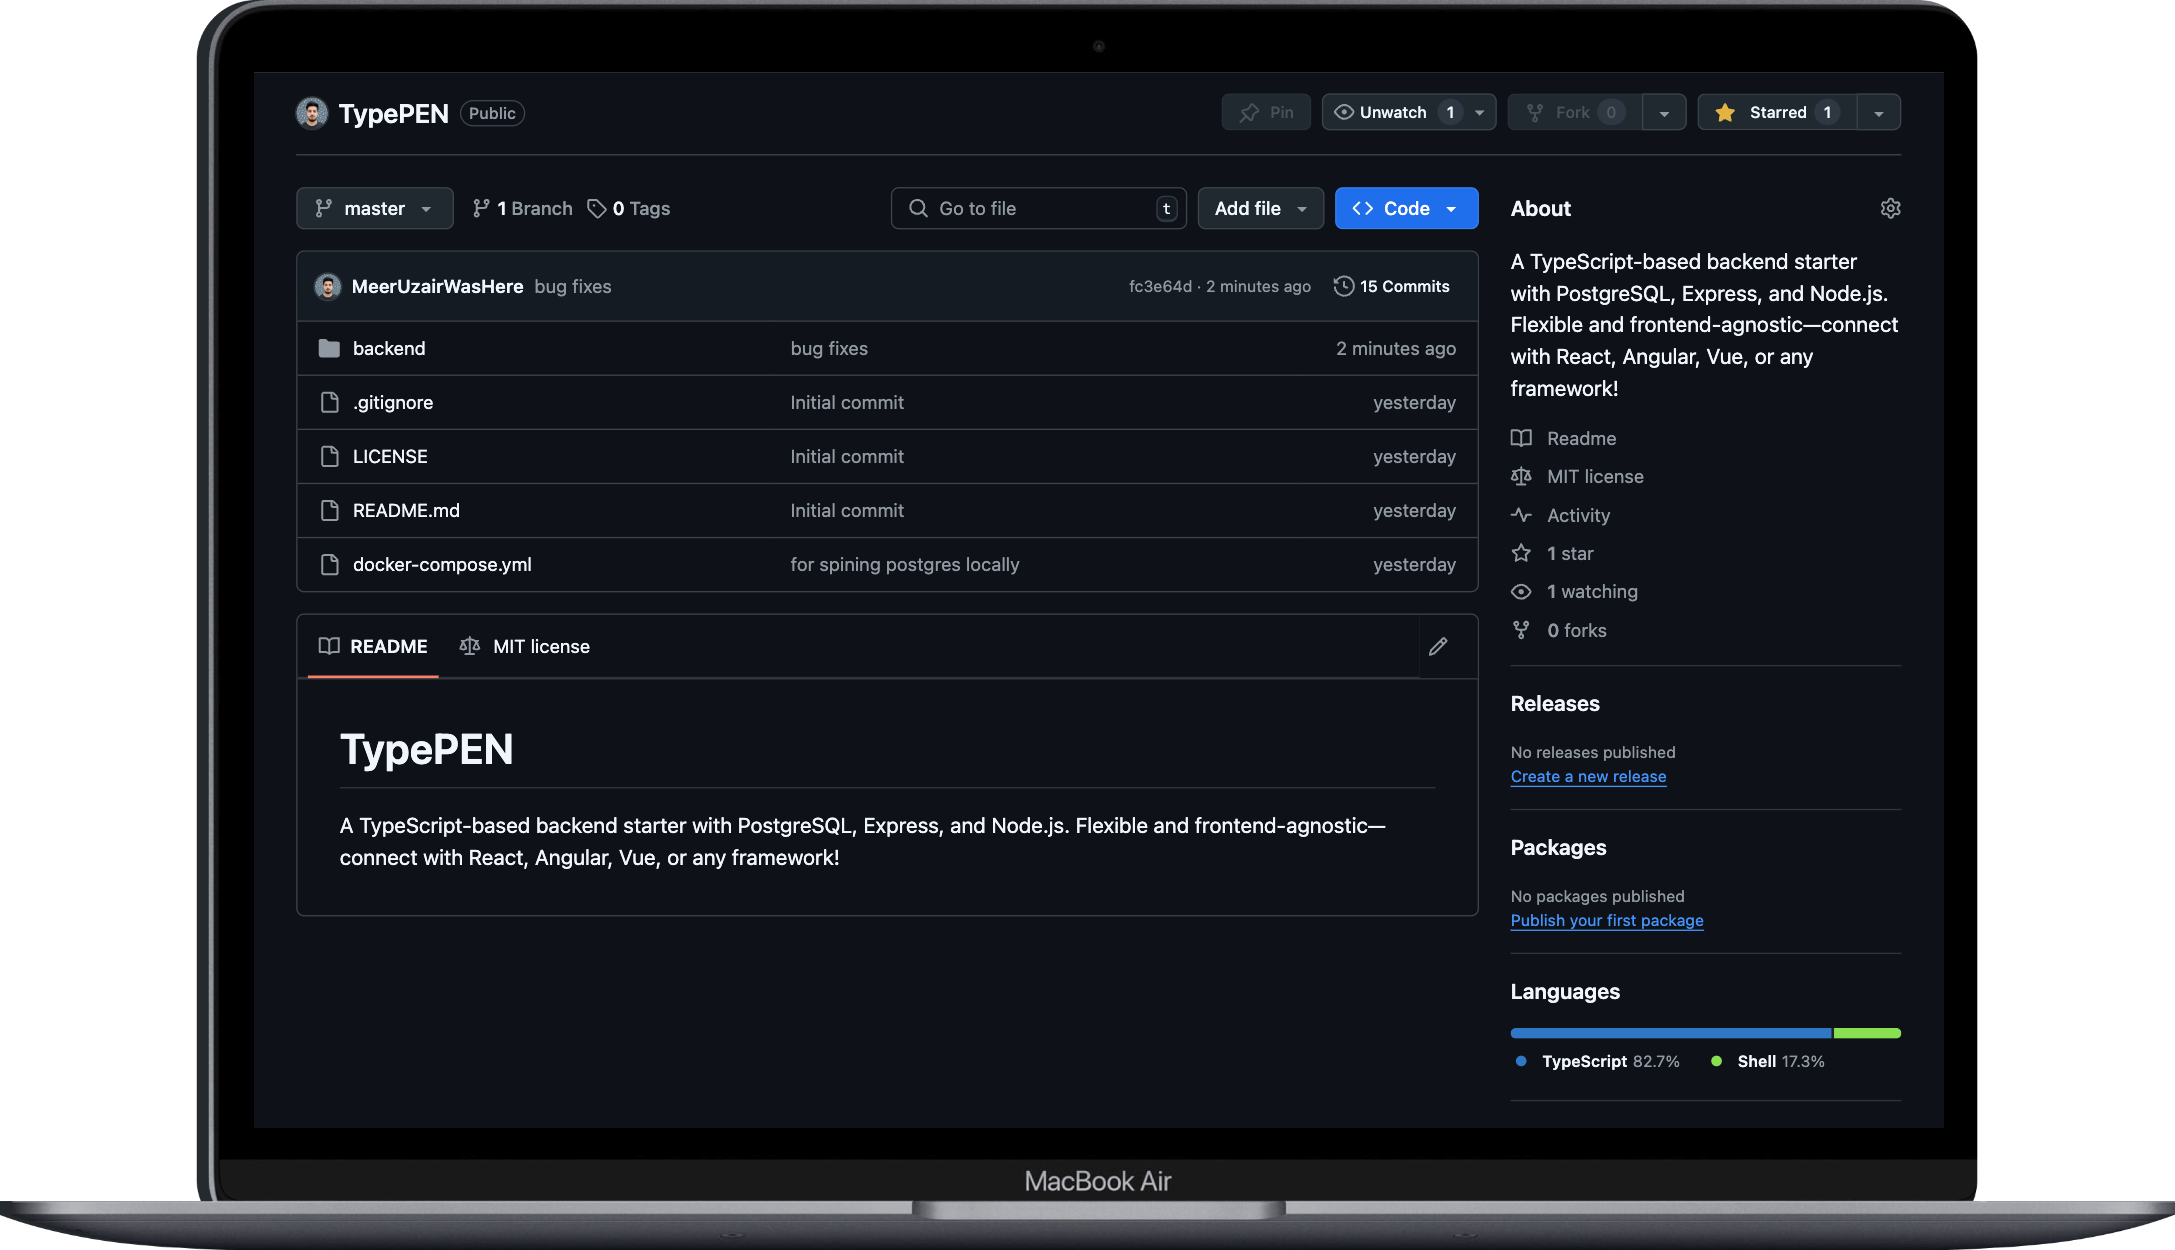 TypePEN Public
Pin
Unwatch 1
Fork 0
Starred 1
master
1 Branch
0 Tags
Go to file t
Add file
Code
MeerUzairWasHere bug fixes fc3e64d · 2 minutes ago 15 Commits
backend bug fixes 2 minutes ago
.gitignore Initial commit yesterday
LICENSE Initial commit yesterday
README.md Initial commit yesterday
docker-compose.yml for spining postgres locally yesterday
README MIT license
TypePEN
A TypeScript-based backend starter with PostgreSQL, Express, and Node.js. Flexible and frontend-agnostic—
connect with React, Angular, Vue, or any framework!
About
A TypeScript-based backend starter
with PostgreSQL, Express, and Node.js.
Flexible and frontend-agnostic—connect
with React, Angular, Vue, or any
framework!
Readme
MIT license
Activity
1 star
1 watching
0 forks
Releases
No releases published
Create a new release
Packages
No packages published
Publish your first package
Languages
TypeScript 82.7% Shell 17.3%
MacBook Air